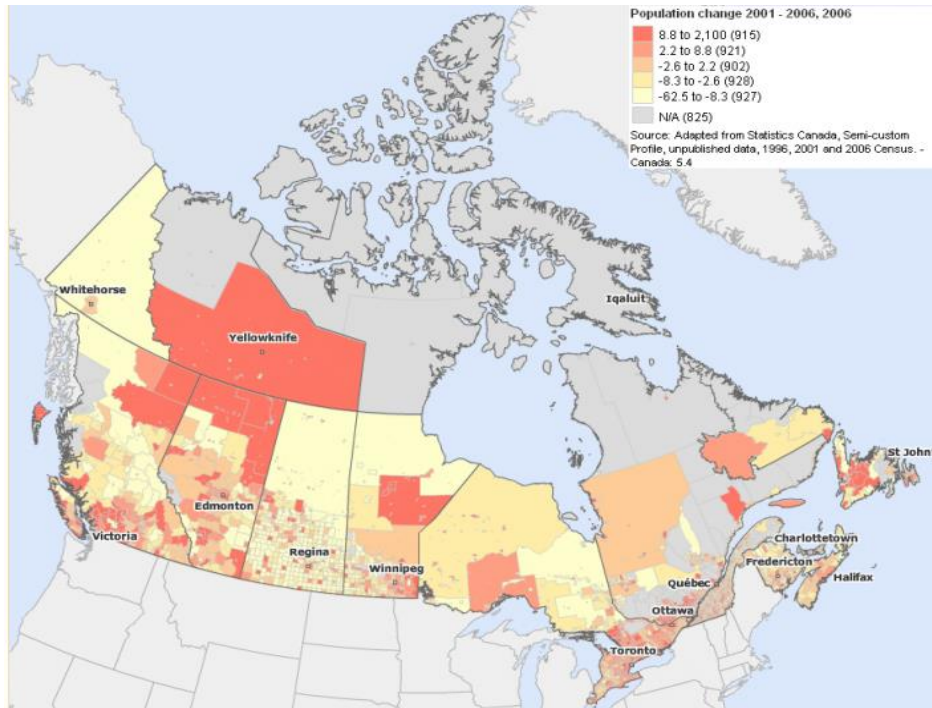 Population change 2001 - 2006, 2006
8.8 to 2,100 (915)
2.2 to 8.8 (921)
-2.6 to 2.2 (902)
-8.3 to -2.6 (928)
-62.5 to -8.3 (927)
N/A (825)
Source: Adapted from Statistics Canada, Semi-custom
Profile, unpublished data, 1996, 2001 and 2006 Census. -
Canada: 5.4
Whitehorse
Iqaluit
Yellowknife
St John'
Edmonton
Victoria
Regina
Winnipeg
Charlottetown
Fredericton
Québec
Halifax
Ottawa
Toronto